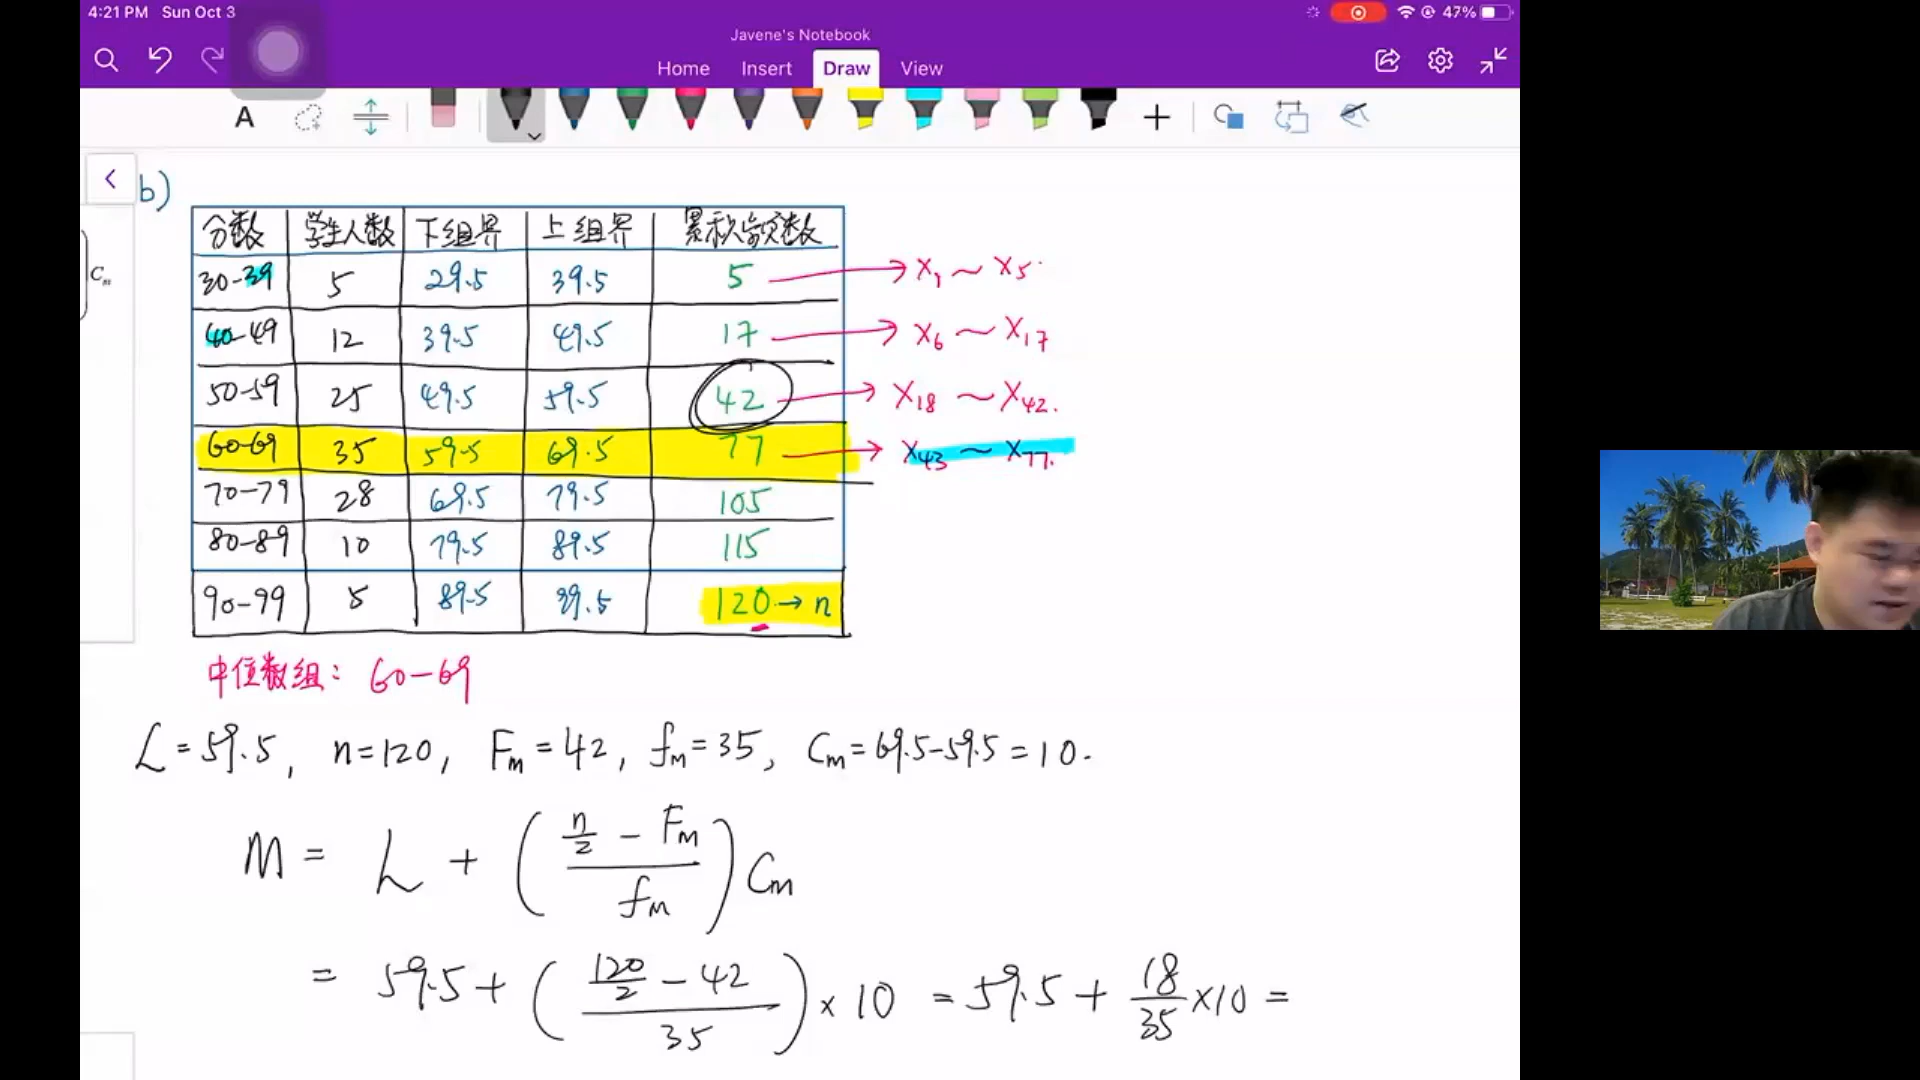 4:21 PM Sun Oct 3
47%
Javene's Notebook
Home Insert Draw View
A
b)
Cm
分数 学生人数 下组界 上组界 累积频数
30-39 5 29.5 39.5 5 → X1 ~ X5
40-49 12 39.5 49.5 17 → X6 ~ X17
50-59 25 49.5 59.5 42 → X18 ~ X42.
60-69 35 59.5 69.5 77 → X43 ~ X77.
70-79 28 69.5 79.5 105
80-89 10 79.5 89.5 115
90-99 5 89.5 99.5 120 → n
中位数组: 60-69
L = 59.5, n=120, Fm = 42, fm = 35, Cm = 69.5-59.5 = 10.
M = L + ( (n/2 - Fm) / fm ) Cm
= 59.5 + ( (120/2 - 42) / 35 ) × 10 = 59.5 + 18/35 × 10 =